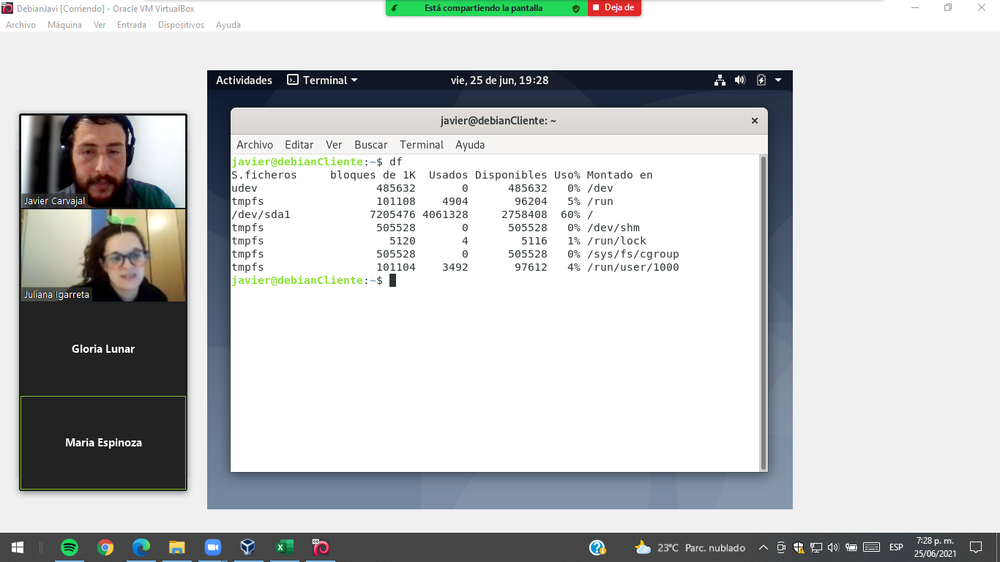 DebianJavi [Corriendo] - Oracle VM VirtualBox
Está compartiendo la pantalla
Deja de
Archivo Máquina Ver Entrada Dispositivos Ayuda
Actividades Terminal vie, 25 de jun, 19:28
javier@debianCliente: ~
Archivo Editar Ver Buscar Terminal Ayuda
javier@debianCliente:~$ df
S.ficheros bloques de 1K Usados Disponibles Uso% Montado en
udev 485632 0 485632 0% /dev
tmpfs 101108 4904 96204 5% /run
/dev/sda1 7205476 4061328 2758408 60% /
tmpfs 505528 0 505528 0% /dev/shm
tmpfs 5120 4 5116 1% /run/lock
tmpfs 505528 0 505528 0% /sys/fs/cgroup
tmpfs 101104 3492 97612 4% /run/user/1000
javier@debianCliente:~$
Javier Carvajal
Juliana Igarreta
Gloria Lunar
Maria Espinoza
23°C Parc. nublado
ESP
7:28 p. m.
25/06/2021